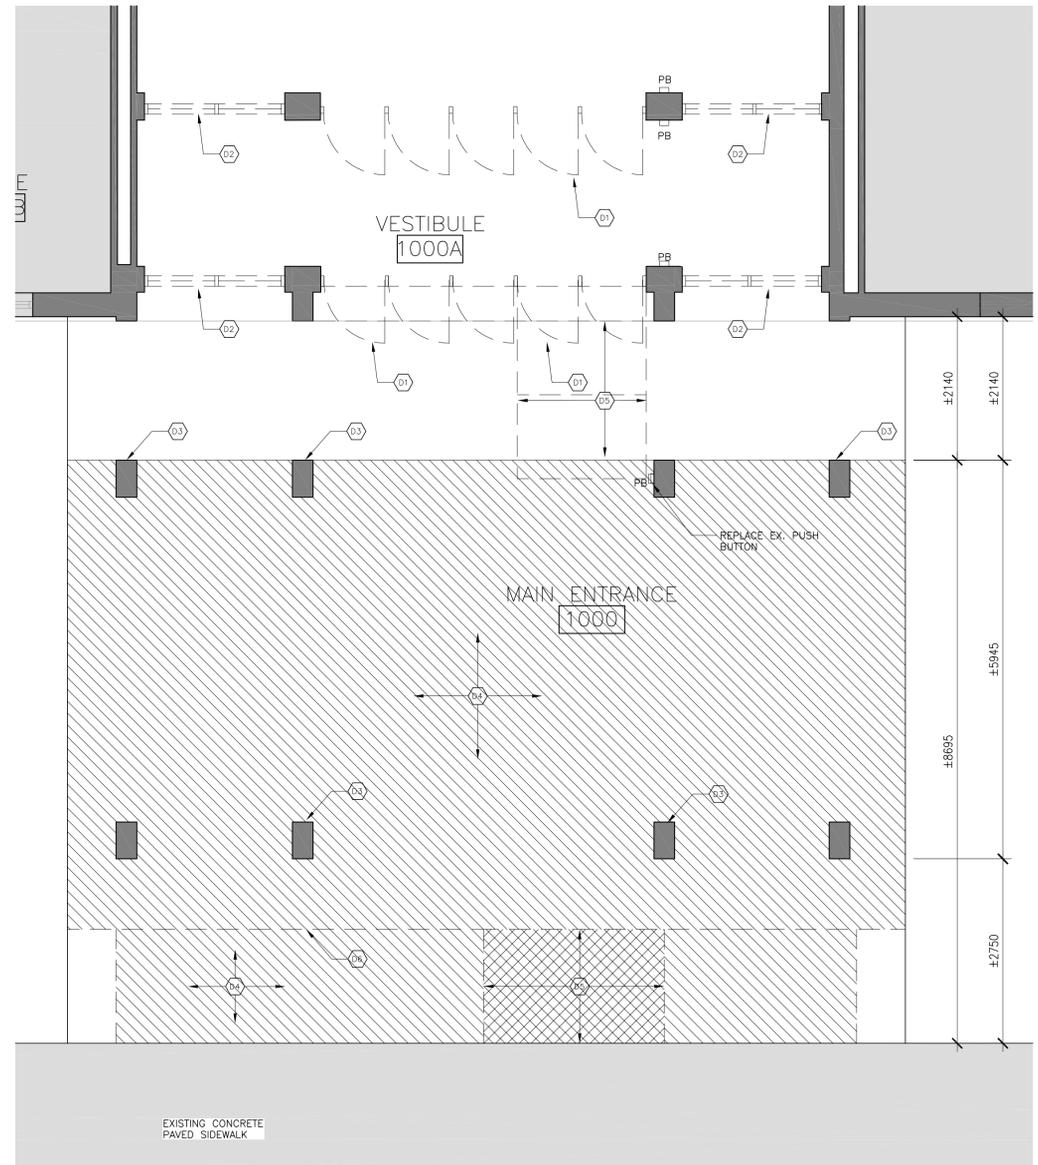 PB
D2
PB
D2
D1
VESTIBULE
1000A
PB
D2
D2
D1
D1
±2140
±2140
D5
D3
D3
D3
PB
REPLACE EX. PUSH
BUTTON
MAIN ENTRANCE
1000
±5945
D4
±8695
D3
D3
D6
±2750
D4
D5
EXISTING CONCRETE
PAVED SIDEWALK